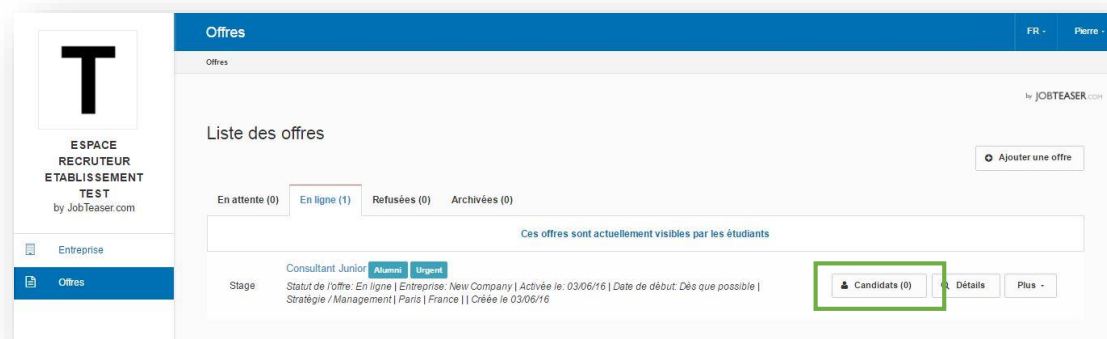 Offres
FR
Pierre
Offres
by JOBTEASER.COM
T
ESPACE
RECRUTEUR
ETABLISSEMENT
TEST
by JobTeaser.com
Entreprise
Offres
Liste des offres
Ajouter une offre
En attente (0) En ligne (1) Refusées (0) Archivées (0)
Ces offres sont actuellement visibles par les étudiants
Stage
Consultant Junior Alumni Urgent
Statut de l'offre: En ligne | Entreprise: New Company | Activée le: 03/06/16 | Date de début: Dès que possible |
Stratégie / Management | Paris | France | | Créée le 03/06/16
Candidats (0) Détails Plus -